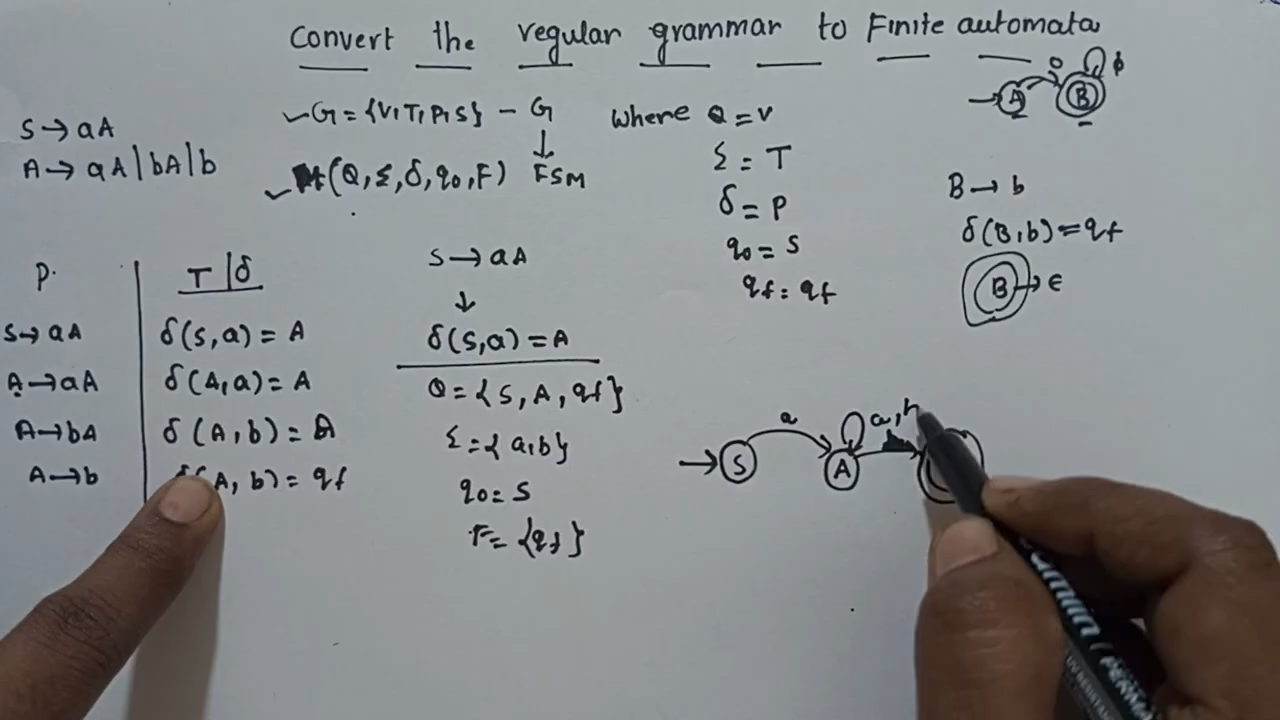 Convert the regular grammar to Finite automata
S→aA
A→aA|bA|b
G={V,T,P,S} - G
↓
M(Q,Σ,δ,q0,F) FSM
where Q=V
Σ=T
δ=P
q0=S
qf=qf
A 0 B
B→b
δ(B,b)=qf
B→ϵ
P. T|δ
S→aA δ(S,a)=A
A→aA δ(A,a)=A
A→bA δ(A,b)=A
A→b δ(A,b)=qf
S→aA
↓
δ(S,a)=A
Q={S,A,qf}
Σ={a,b}
q0=S
F={qf}
S a A a,b